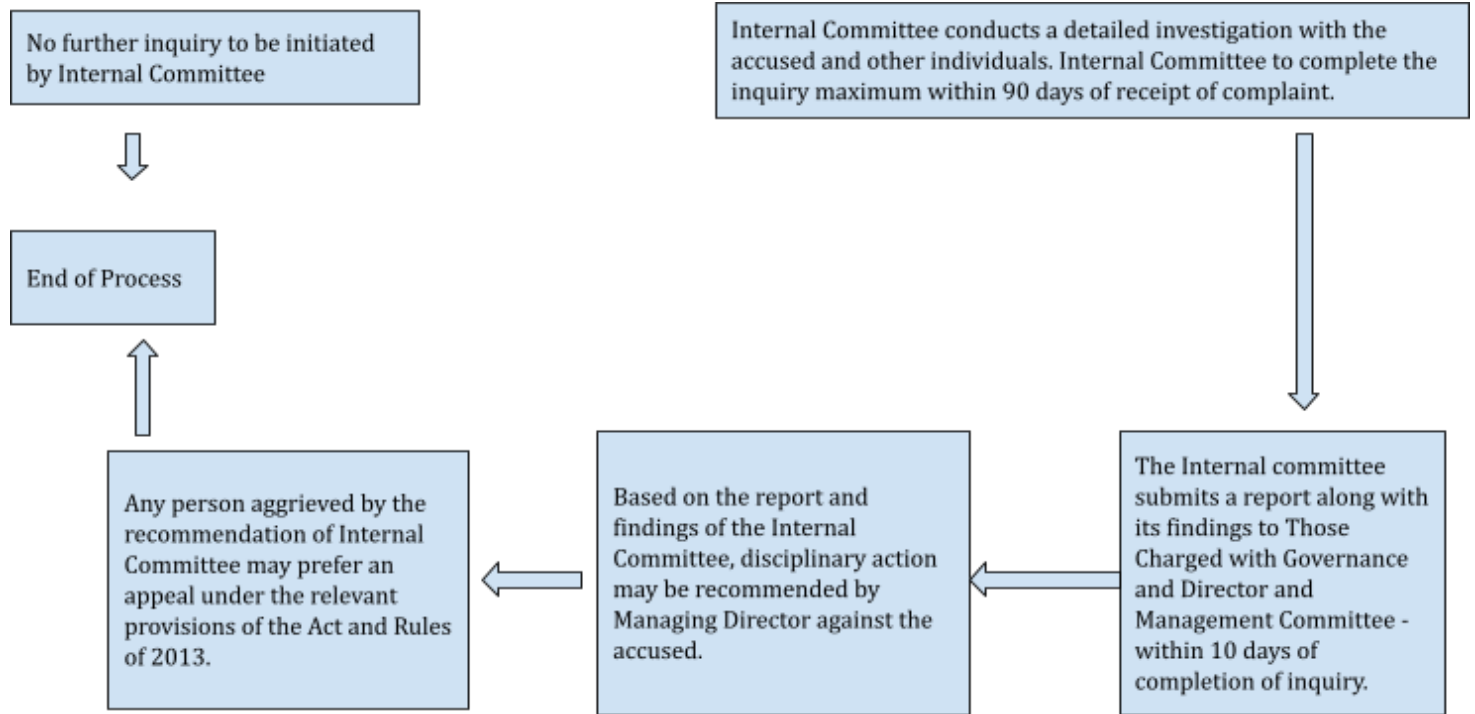 No further inquiry to be initiated
by Internal Committee
Internal Committee conducts a detailed investigation with the
accused and other individuals. Internal Committee to complete the
inquiry maximum within 90 days of receipt of complaint.
End of Process
Any person aggrieved by the
recommendation of Internal
Committee may prefer an
appeal under the relevant
provisions of the Act and Rules
of 2013.
Based on the report and
findings of the Internal
Committee, disciplinary action
may be recommended by
Managing Director against the
accused.
The Internal committee
submits a report along with
its findings to Those
Charged with Governance
and Director and
Management Committee -
within 10 days of
completion of inquiry.